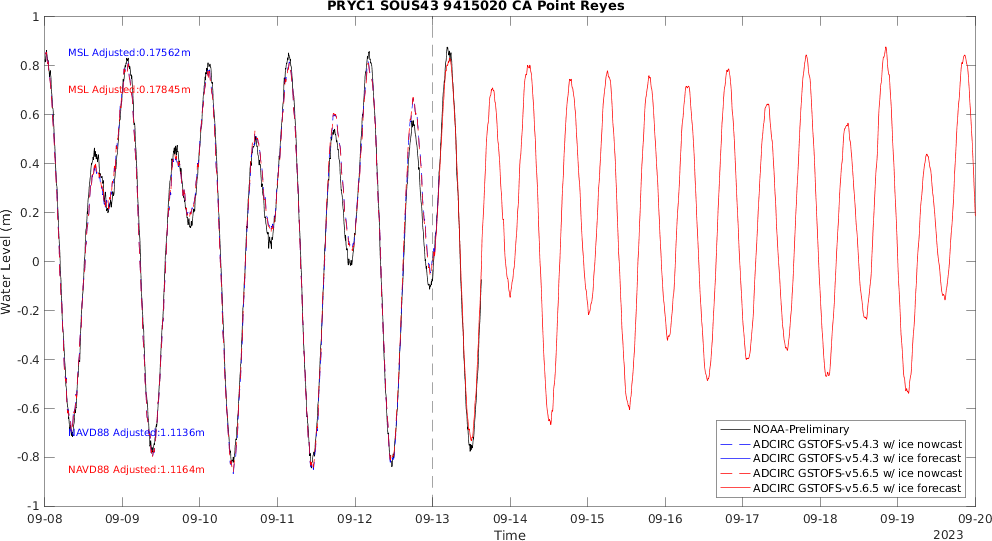 PRYC1 SOUS43 9415020 CA Point Reyes
1
0.8
0.6
0.4
0.2
0
-0.2
-0.4
-0.6
-0.8
-1
Water Level (m)
MSL Adjusted:0.17562m
MSL Adjusted:0.17845m
NAVD88 Adjusted:1.1136m
NAVD88 Adjusted:1.1164m
NOAA-Preliminary
ADCIRC GSTOFS-v5.4.3 w/ ice nowcast
ADCIRC GSTOFS-v5.4.3 w/ ice forecast
ADCIRC GSTOFS-v5.6.5 w/ ice nowcast
ADCIRC GSTOFS-v5.6.5 w/ ice forecast
09-08 09-09 09-10 09-11 09-12 09-13 09-14 09-15 09-16 09-17 09-18 09-19 09-20
Time
2023